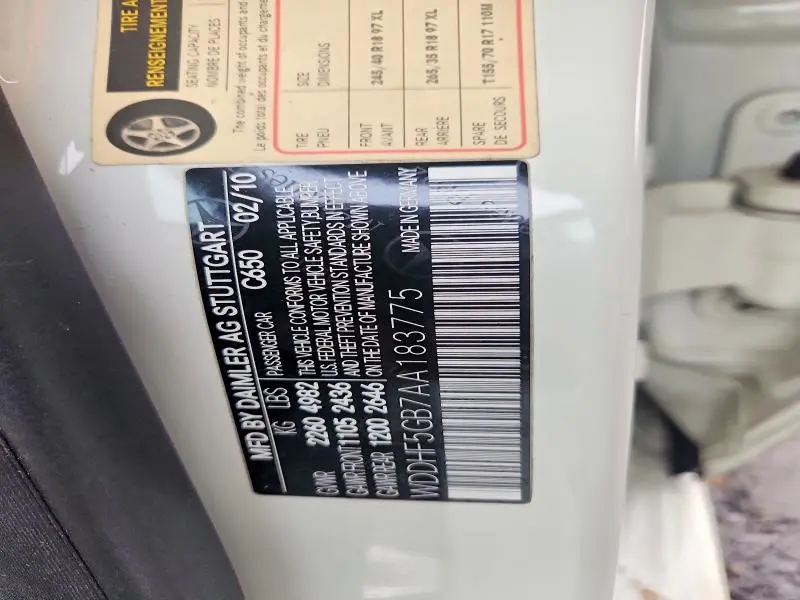 TIRE A
RENSEIGNEMENT
SEATING CAPACITY
NOMBRE DE PLACES
The combined weight of occupants and
Le poids total des occupants et du chargement
TIRE SIZE
PNEU DIMENSIONS
FRONT 245/40 R18 97 XL
AVANT
REAR 265/35 R18 97 XL
ARRIÈRE
SPARE T155/70 R17 110M
DE SECOURS
MFD BY DAIMLER AG STUTTGART
KG LBS PASSENGER CAR C650 02/10
GVWR 2260 4982 THIS VEHICLE CONFORMS TO ALL APPLICABLE
GAWR FRONT 1105 2436 U.S. FEDERAL MOTOR VEHICLE SAFETY, BUMPER,
GAWR REAR 1200 2646 AND THEFT PREVENTION STANDARDS IN EFFECT
ON THE DATE OF MANUFACTURE SHOWN ABOVE
WDDHF5GB7AA183775 MADE IN GERMANY